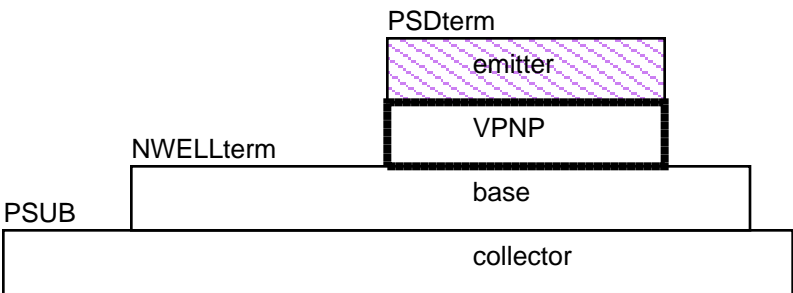 PSDterm
emitter
VPNP
NWELLterm
base
PSUB
collector